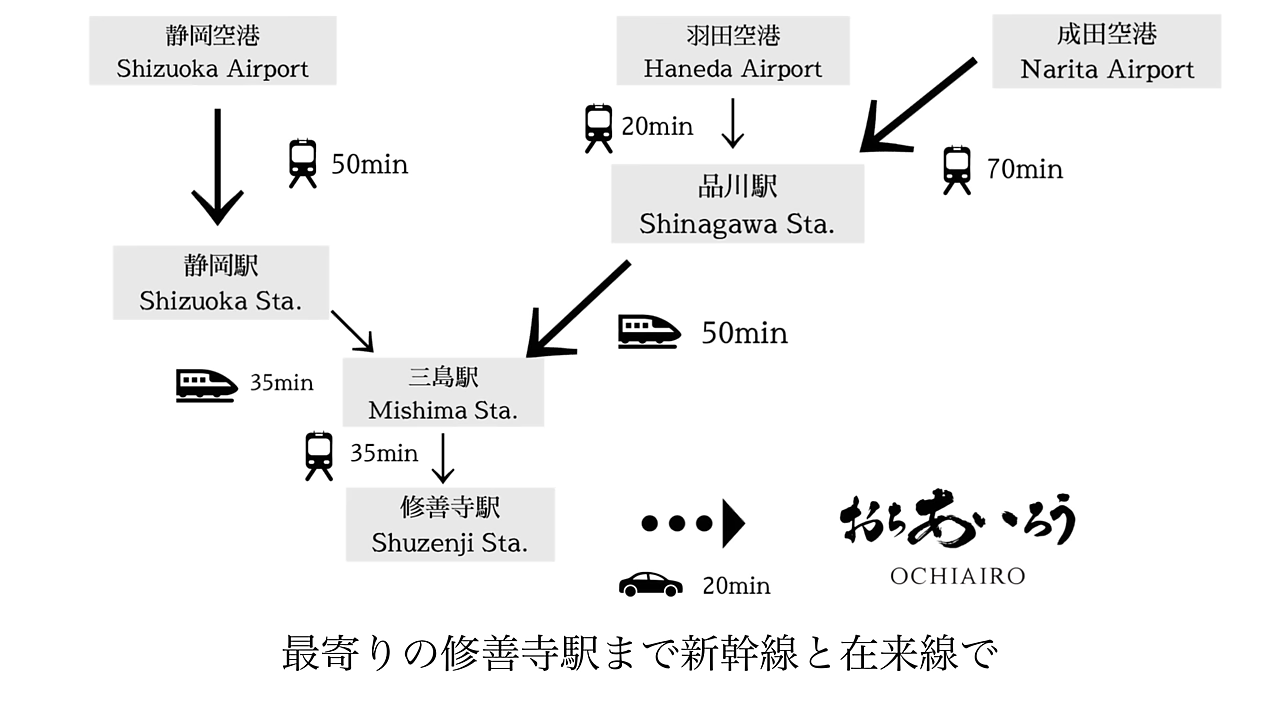 静岡空港
Shizuoka Airport
羽田空港
Haneda Airport
成田空港
Narita Airport
20min
50min
70min
品川駅
Shinagawa Sta.
静岡駅
Shizuoka Sta.
50min
35min
三島駅
Mishima Sta.
35min
修善寺駅
Shuzenji Sta.
おちあいろう
OCHIAIRO
20min
最寄りの修善寺駅まで新幹線と在来線で